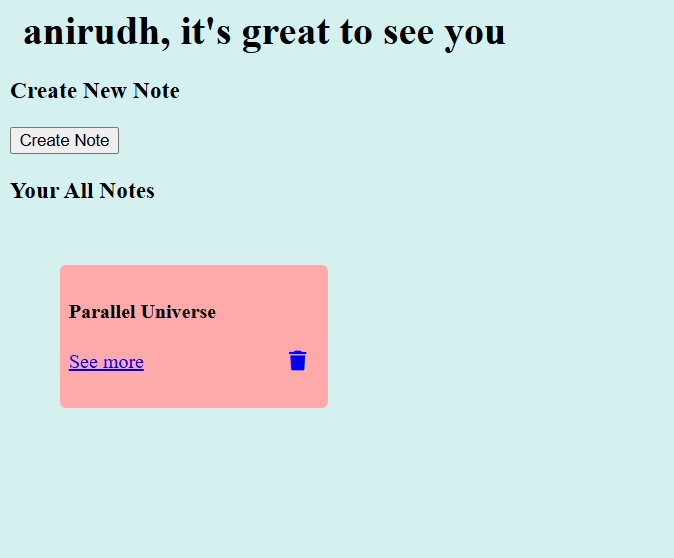 anirudh, it's great to see you
Create New Note
Create Note
Your All Notes
Parallel Universe
See more